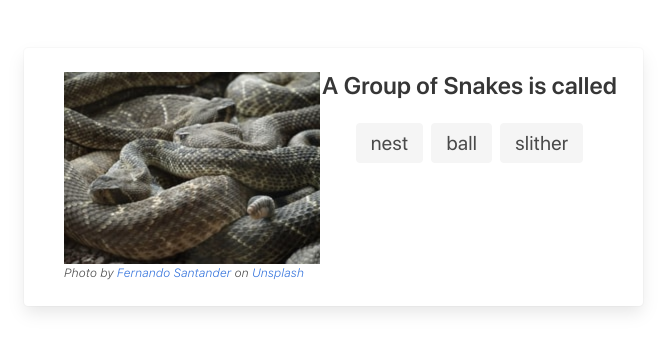 A Group of Snakes is called
nest ball slither
Photo by Fernando Santander on Unsplash